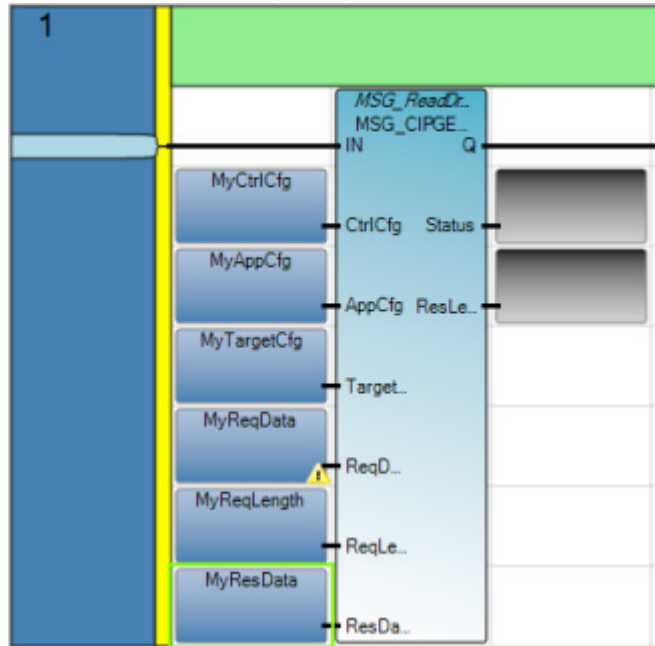 1
MSG_ReadDr...
MSG_CIPGE...
IN Q
MyCtrlCfg
CtrlCfg Status
MyAppCfg
AppCfg ResLe...
MyTargetCfg
Target...
MyReqData
ReqD...
MyReqLength
ReqLe...
MyResData
ResDa...